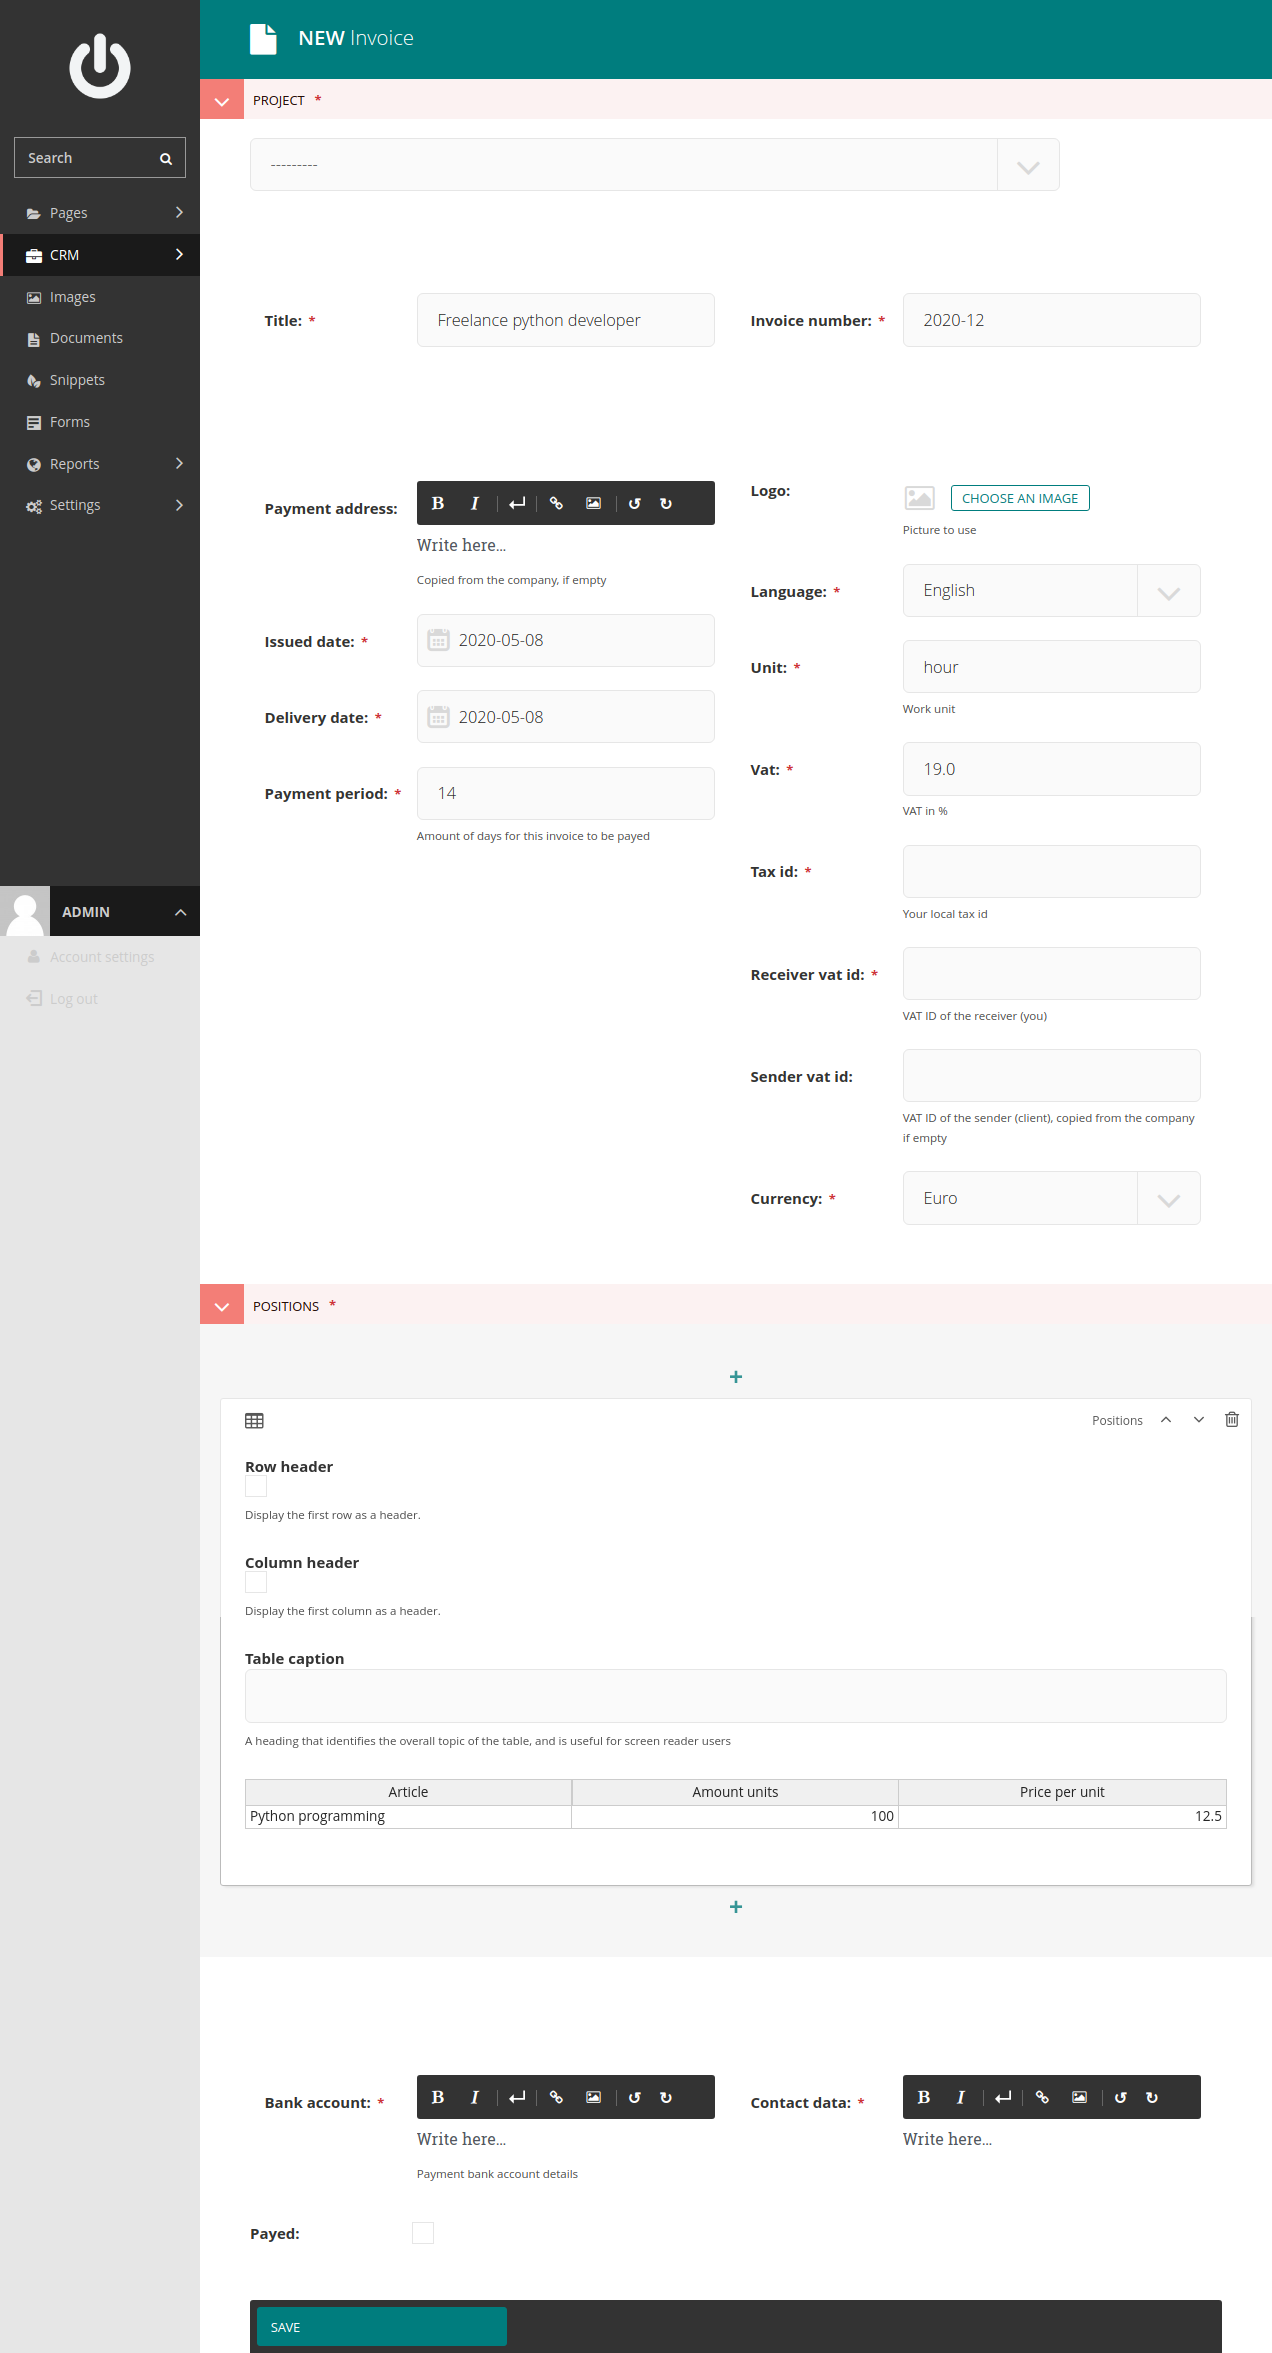 NEW Invoice
Search
Pages
CRM
Images
Documents
Snippets
Forms
Reports
Settings
ADMIN
Account settings
Log out
PROJECT *
---------
Title: *
Freelance python developer
Invoice number: *
2020-12
Payment address:
B I
Write here...
Copied from the company, if empty
Issued date: *
2020-05-08
Delivery date: *
2020-05-08
Payment period: *
14
Amount of days for this invoice to be payed
Logo:
CHOOSE AN IMAGE
Picture to use
Language: *
English
Unit: *
hour
Work unit
Vat: *
19.0
VAT in %
Tax id: *
Your local tax id
Receiver vat id: *
VAT ID of the receiver (you)
Sender vat id:
VAT ID of the sender (client), copied from the company
if empty
Currency: *
Euro
POSITIONS *
+
Positions
Row header
Display the first row as a header.
Column header
Display the first column as a header.
Table caption
A heading that identifies the overall topic of the table, and is useful for screen reader users
Article Amount units Price per unit
Python programming 100 12.5
+
Bank account: *
B I
Write here...
Payment bank account details
Contact data: *
B I
Write here...
Payed:
SAVE